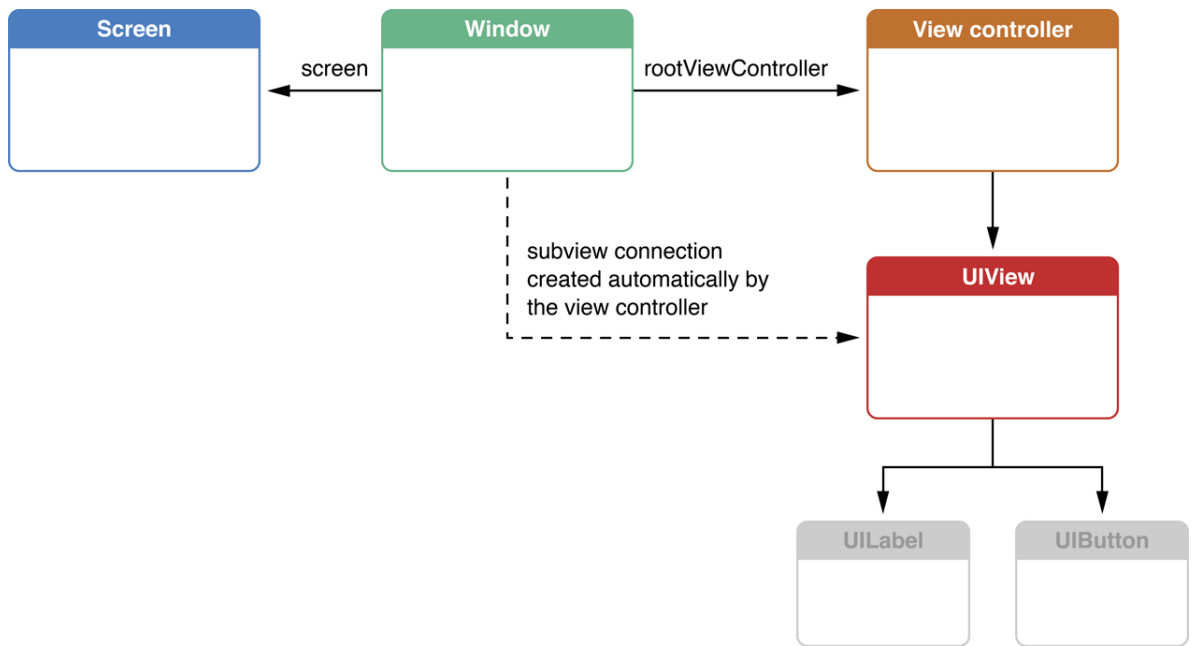 Screen
Window
View controller
screen
rootViewController
subview connection
created automatically by
the view controller
UIView
UILabel
UIButton